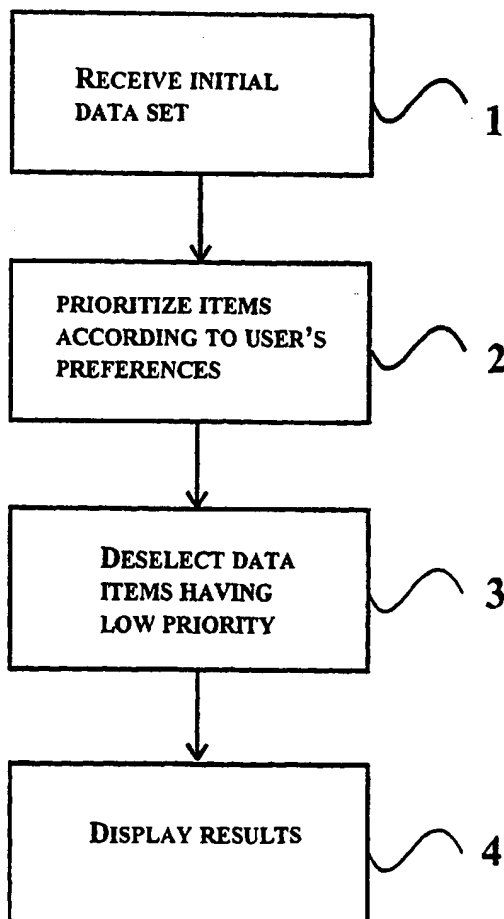 RECEIVE INITIAL
DATA SET
1
PRIORITIZE ITEMS
ACCORDING TO USER'S
PREFERENCES
2
DESELECT DATA
ITEMS HAVING
LOW PRIORITY
3
DISPLAY RESULTS
4